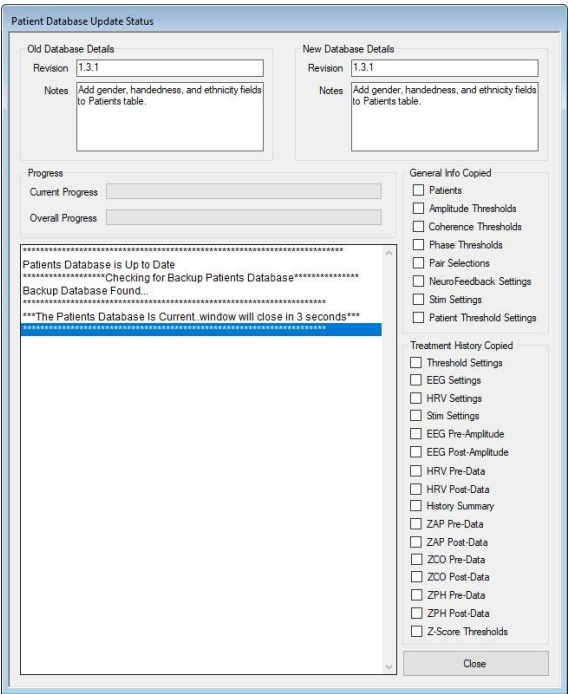 Patient Database Update Status
Old Database Details
Revision 1.3.1
Notes Add gender, handedness, and ethnicity fields
to Patients table.
New Database Details
Revision 1.3.1
Notes Add gender, handedness, and ethnicity fields
to Patients table.
Progress
Current Progress
Overall Progress
**************************************************************************
Patients Database is Up to Date
*******************Checking for Backup Patients Database***************
Backup Database Found...
**********************************************************************
***The Patients Database Is Current..window will close in 3 seconds***
**********************************************************************
General Info Copied
Patients
Amplitude Thresholds
Coherence Thresholds
Phase Thresholds
Pair Selections
NeuroFeedback Settings
Stim Settings
Patient Threshold Settings
Treatment History Copied
Threshold Settings
EEG Settings
HRV Settings
Stim Settings
EEG Pre-Amplitude
EEG Post-Amplitude
HRV Pre-Data
HRV Post-Data
History Summary
ZAP Pre-Data
ZAP Post-Data
ZCO Pre-Data
ZCO Post-Data
ZPH Pre-Data
ZPH Post-Data
Z-Score Thresholds
Close